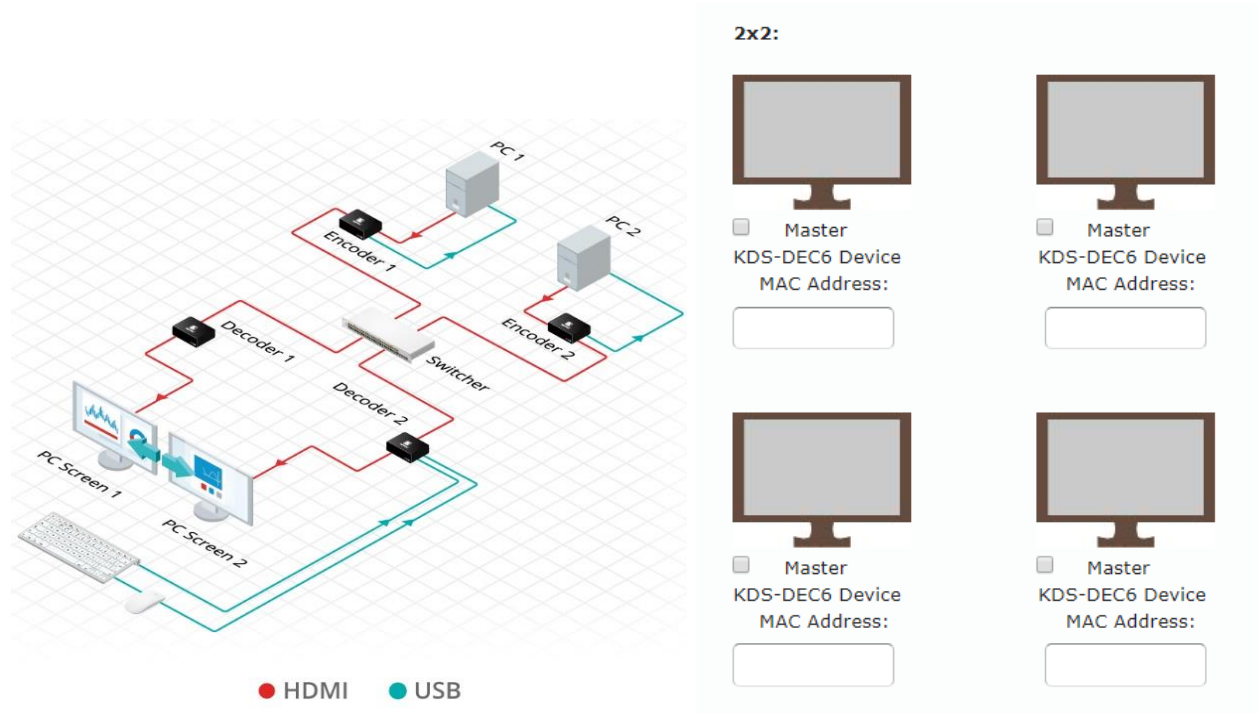 PC 1
PC 2
Encoder 1
Encoder 2
Decoder 1
Switcher
Decoder 2
PC Screen 1
PC Screen 2
HDMI
USB
2x2:
Master
KDS-DEC6 Device
MAC Address:
Master
KDS-DEC6 Device
MAC Address:
Master
KDS-DEC6 Device
MAC Address:
Master
KDS-DEC6 Device
MAC Address: